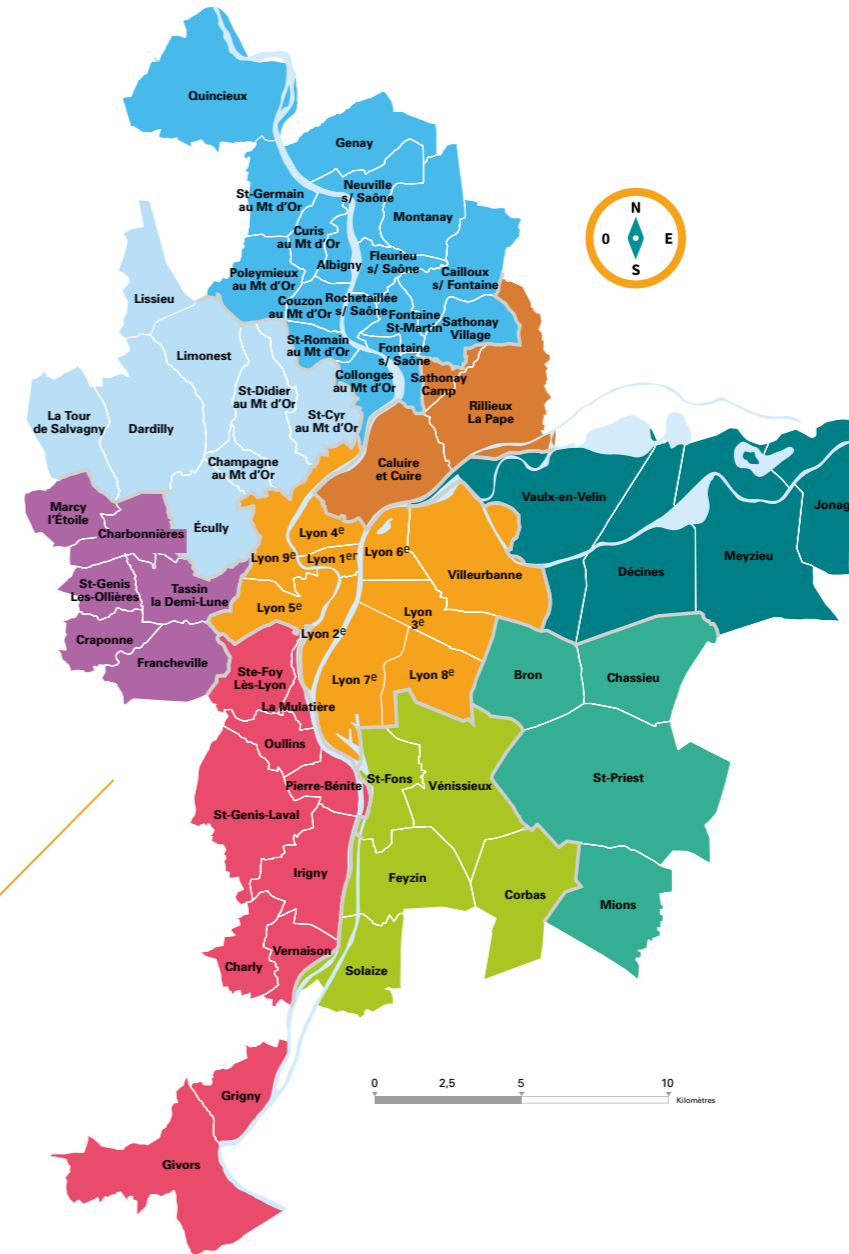 Quincieux
Genay
St-Germain
au Mt d'Or
Neuville
s/ Saône
Montanay
Curis
au Mt d'Or
Albigny
Fleurieu
s/ Saône
Poleymieux
au Mt d'Or
Cailloux
s/ Fontaine
Couzon
au Mt d'Or
Rochetaillée
s/ Saône
Fontaine
St-Martin
Sathonay
Village
St-Romain
au Mt d'Or
Fontaine
s/ Saône
Collonges
au Mt d'Or
Sathonay
Camp
Rillieux
La Pape
N
O
E
S
Lissieu
Limonest
St-Didier
au Mt d'Or
St-Cyr
au Mt d'Or
La Tour
de Salvagny
Dardilly
Champagne
au Mt d'Or
Caluire
et Cuire
Écully
Marcy
l'Étoile
Charbonnières
St-Genis
Les-Ollières
Tassin
la Demi-Lune
Craponne
Francheville
Vaulx-en-Velin
Jonag
Meyzieu
Décines
Lyon 4e
Lyon 9e
Lyon 1er
Lyon 6e
Villeurbanne
Lyon 5e
Lyon
3e
Lyon 2e
Lyon 7e
Lyon 8e
Bron
Chassieu
Ste-Foy
Lès-Lyon
La Mulatière
Oullins
Pierre-Bénite
St-Fons
Vénissieux
St-Priest
St-Genis-Laval
Irigny
Feyzin
Corbas
Mions
Vernaison
Charly
Solaize
Grigny
Givors
0 2,5 5 10
Kilomètres